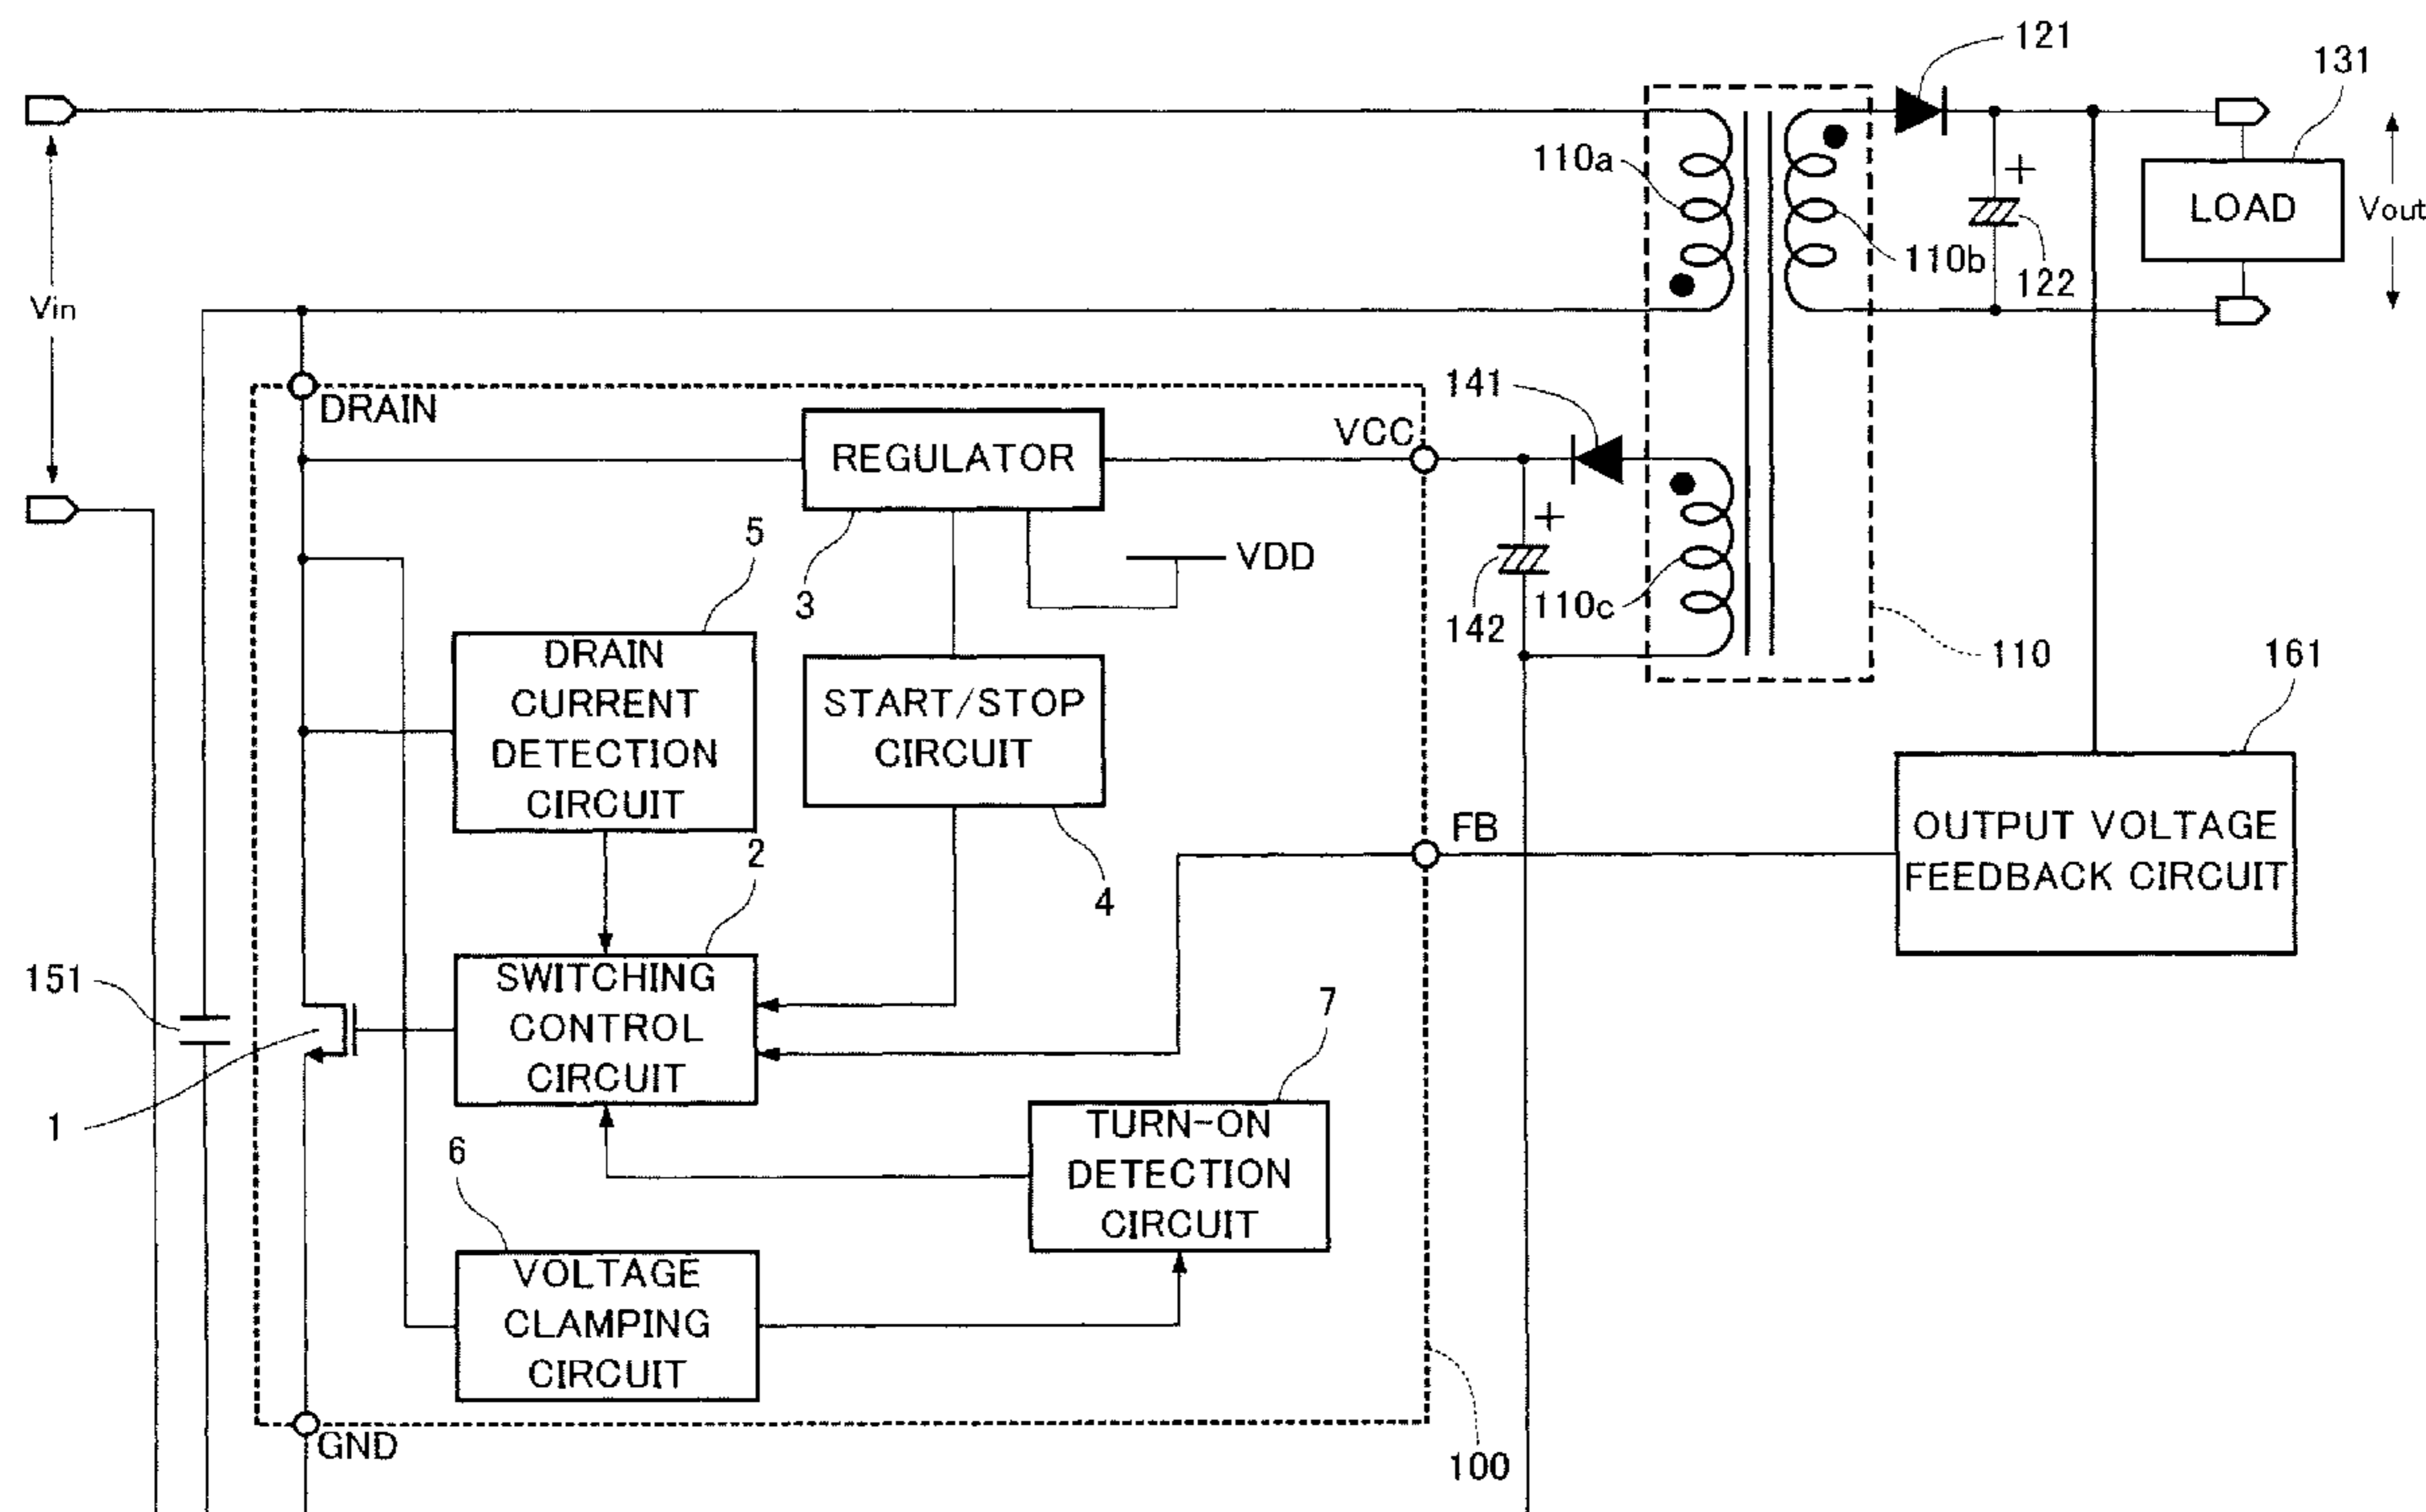 121
131
110a
LOAD
Vout
110b
122
Vin
DRAIN
141
VCC
REGULATOR
5
3
VDD
142
110c
110
161
DRAIN
CURRENT
DETECTION
CIRCUIT
START/STOP
CIRCUIT
2
FB
4
OUTPUT VOLTAGE
FEEDBACK CIRCUIT
151
SWITCHING
CONTROL
CIRCUIT
7
1
6
TURN-ON
DETECTION
CIRCUIT
VOLTAGE
CLAMPING
CIRCUIT
GND
100